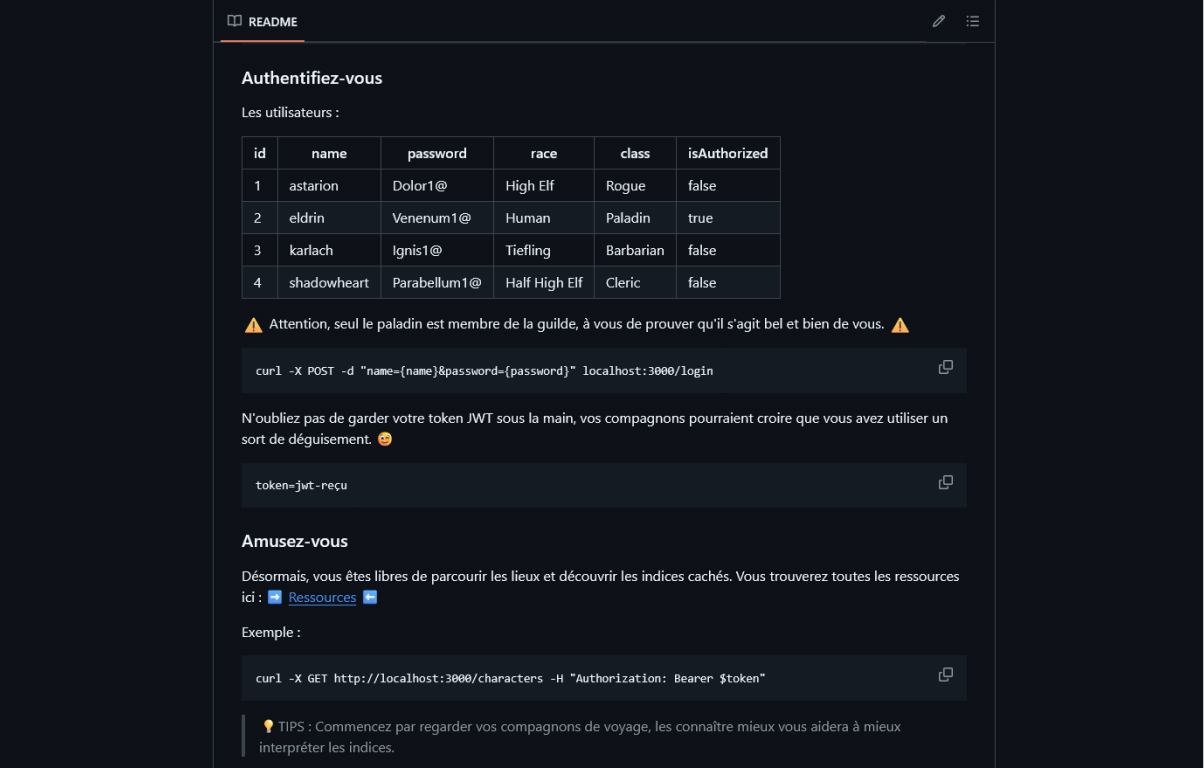 README
Authentifiez-vous
Les utilisateurs :
id name password race class isAuthorized
1 astarion Dolor1@ High Elf Rogue false
2 eldrin Venenum1@ Human Paladin true
3 karlach Ignis1@ Tiefling Barbarian false
4 shadowheart Parabellum1@ Half High Elf Cleric false
⚠️ Attention, seul le paladin est membre de la guilde, à vous de prouver qu'il s'agit bel et bien de vous. ⚠️
curl -X POST -d "name={name}&password={password}" localhost:3000/login
N'oubliez pas de garder votre token JWT sous la main, vos compagnons pourraient croire que vous avez utiliser un
sort de déguisement. 😉
token=jwt-reçu
Amusez-vous
Désormais, vous êtes libres de parcourir les lieux et découvrir les indices cachés. Vous trouverez toutes les ressources
ici : ➡️ Ressources ⬅️
Exemple :
curl -X GET http://localhost:3000/characters -H "Authorization: Bearer $token"
💡TIPS : Commencez par regarder vos compagnons de voyage, les connaître mieux vous aidera à mieux
interpréter les indices.